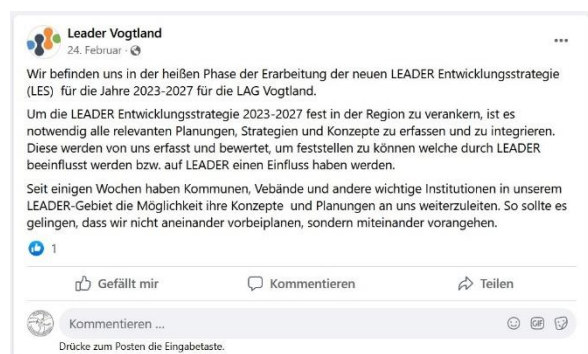 Leader Vogtland
24. Februar ·
Wir befinden uns in der heißen Phase der Erarbeitung der neuen LEADER Entwicklungsstrategie
(LES) für die Jahre 2023-2027 für die LAG Vogtland.
Um die LEADER Entwicklungsstrategie 2023-2027 fest in der Region zu verankern, ist es
notwendig alle relevanten Planungen, Strategien und Konzepte zu erfassen und zu integrieren.
Diese werden von uns erfasst und bewertet, um feststellen zu können welche durch LEADER
beeinflusst werden bzw. auf LEADER einen Einfluss haben werden.
Seit einigen Wochen haben Kommunen, Vebände und andere wichtige Institutionen in unserem
LEADER-Gebiet die Möglichkeit ihre Konzepte und Planungen an uns weiterzuleiten. So sollte es
gelingen, dass wir nicht aneinander vorbeiplanen, sondern miteinander vorangehen.
1
Gefällt mir Kommentieren Teilen
Kommentieren ... GIF
Drücke zum Posten die Eingabetaste.